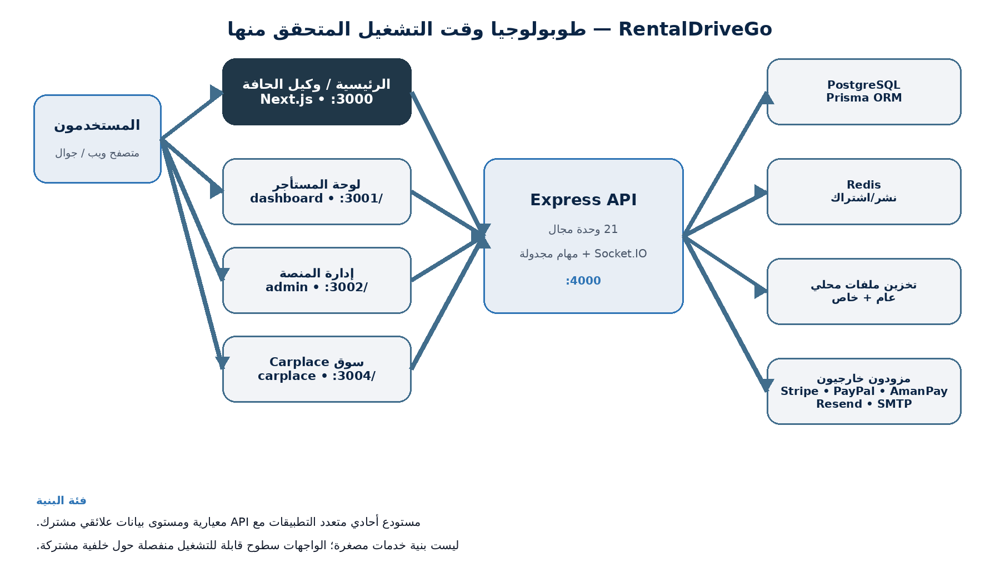 RentalDriveGo — طوبولوجيا وقت التشغيل المتحقق منها
المستخدمون
متصفح ويب / جوال
الرئيسية / وكيل الحافة
Next.js • :3000
لوحة المستأجر
/dashboard • :3001
إدارة المنصة
/admin • :3002
سوق Carplace
/carplace • :3004
Express API
21 وحدة مجال
Socket.IO + مهام مجدولة
:4000
PostgreSQL
Prisma ORM
Redis
نشر/اشتراك
تخزين ملفات محلي
عام + خاص
مزودون خارجيون
Stripe • PayPal • AmanPay
Resend • SMTP
فئة البنية
مستودع أحادي متعدد التطبيقات مع API معيارية ومستوى بيانات علائقي مشترك.
ليست بنية خدمات مصغرة؛ الواجهات سطوح قابلة للتشغيل منفصلة حول خلفية مشتركة.